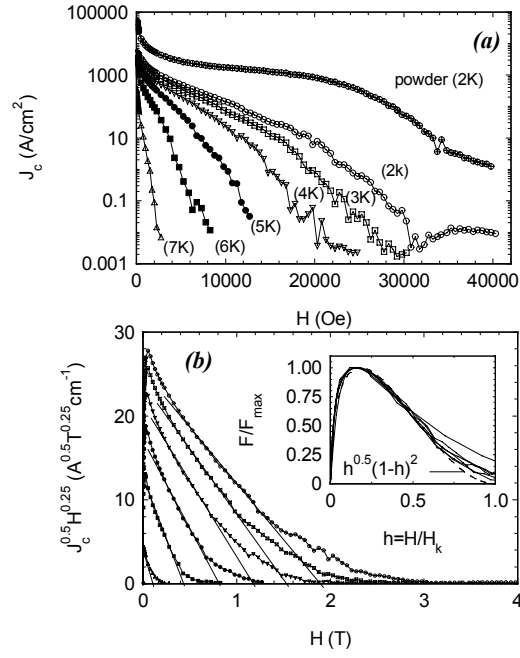 (a)
1000
10
0.1
0.001
J_c (A/cm^2)
powder (2K)
(2k)
(3K)
(4K)
(5K)
(6K)
(7K)
0 10000 20000 30000 40000
H (Oe)
(b)
30
20
10
0
J_c^0.5H^0.25 (A^0.5T^0.25cm^-1)
1.00
0.75
0.50
0.25
0
F/F_max
h^0.5(1-h)^2
0 0.5 1.0
h=H/H_k
0 1 2 3 4
H (T)